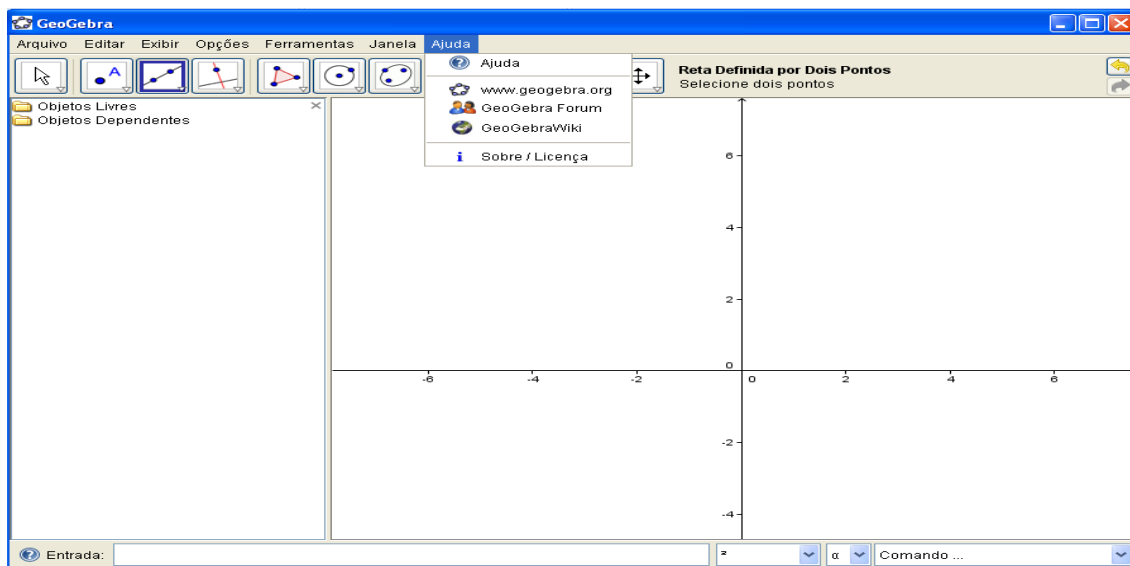 GeoGebra
Arquivo Editar Exibir Opções Ferramentas Janela Ajuda
A
Ajuda
www.geogebra.org
GeoGebra Forum
GeoGebraWiki
Sobre / Licença
Reta Definida por Dois Pontos
Selecione dois pontos
Objetos Livres
Objetos Dependentes
6
4
2
0
-6 -4 -2 0 2 4 6
-2
-4
Entrada: ² α Comando ...